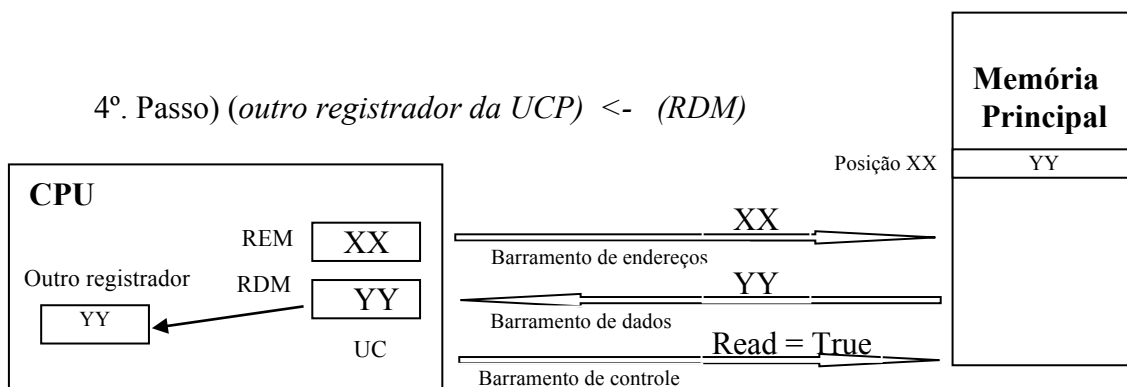 Memória
Principal
4º. Passo) (outro registrador da UCP) <- (RDM)
Posição XX
YY
CPU
REM
XX
XX
Barramento de endereços
Outro registrador
RDM
YY
YY
YY
Barramento de dados
UC
Read = True
Barramento de controle